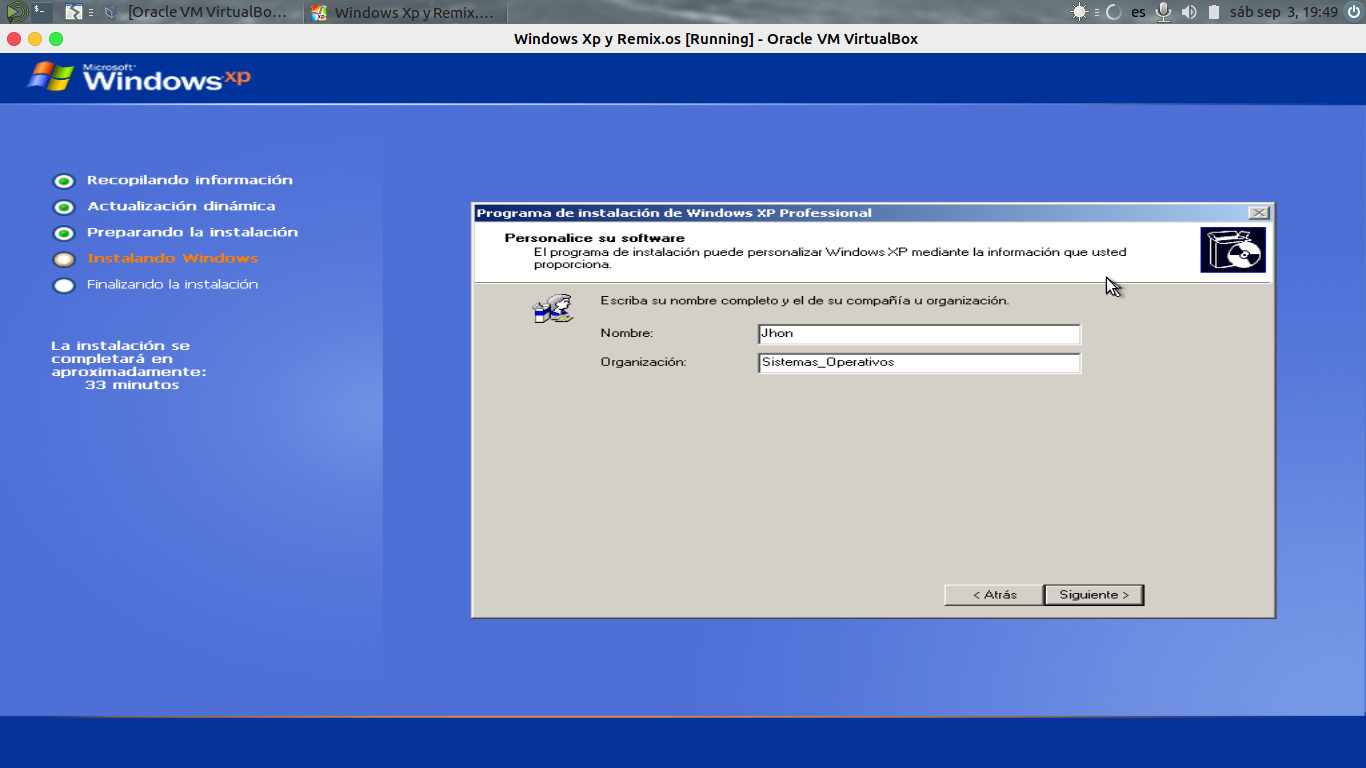 [Oracle VM VirtualBo...
Windows Xp y Remix....
es
sáb sep 3, 19:49
Windows Xp y Remix.os [Running] - Oracle VM VirtualBox
Microsoft
Windows xp
Recopilando información
Actualización dinámica
Preparando la instalación
Instalando Windows
Finalizando la instalación
La instalación se
completará en
aproximadamente:
33 minutos
Programa de instalación de Windows XP Professional
Personalice su software
El programa de instalación puede personalizar Windows XP mediante la información que usted
proporciona.
Escriba su nombre completo y el de su compañía u organización.
Nombre:
Jhon
Organización:
Sistemas_Operativos
< Atrás
Siguiente >